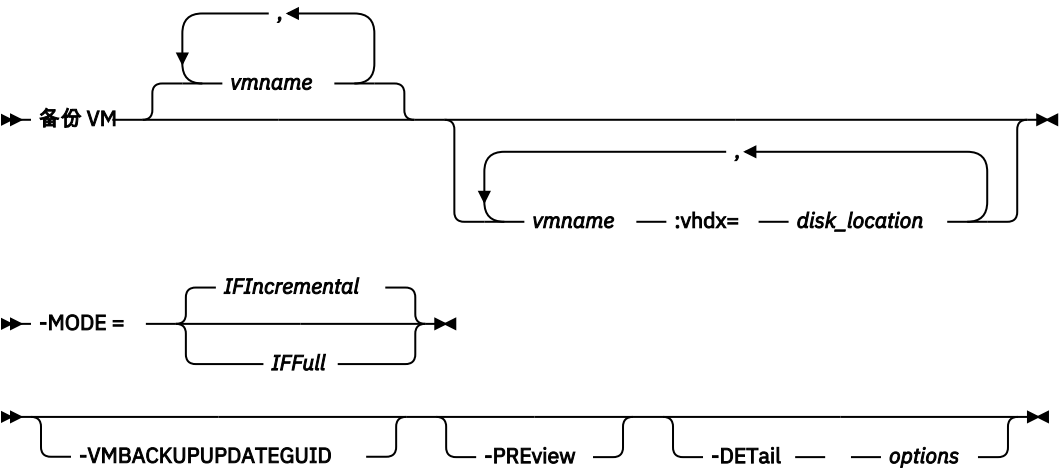 ,
vmname
备份 VM
,
vmname :vhdx= disk_location
IFIncremental
-MODE =
IFFull
-VMBACKUPUPDATEGUID -PREview -DETail options